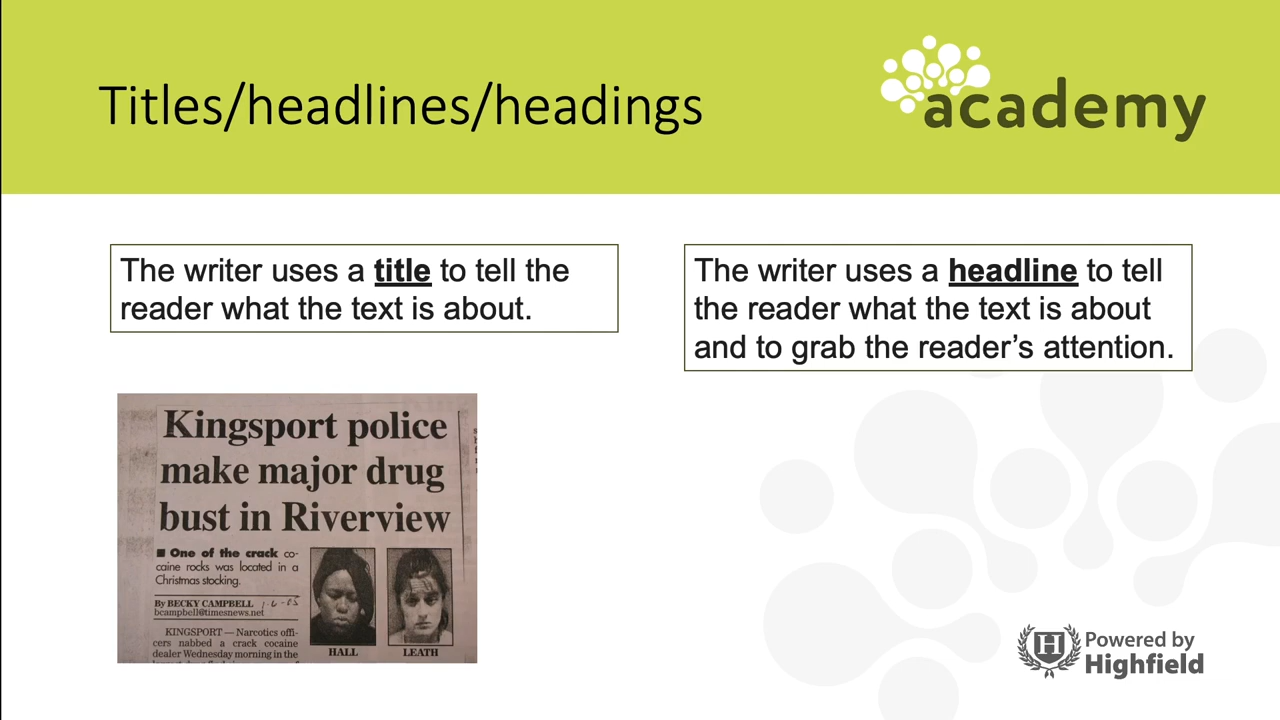 Titles/headlines/headings
academy
The writer uses a title to tell the
reader what the text is about.
The writer uses a headline to tell
the reader what the text is about
and to grab the reader's attention.
Kingsport police
make major drug
bust in Riverview
One of the crack co-
caine rocks was located in a
Christmas stocking.
By BECKY CAMPBELL
bcampbell@timesnews.net
KINGSPORT — Narcotics offi-
cers nabbed a crack cocaine
dealer Wednesday morning in the
HALL
LEATH
H
Powered by
Highfield